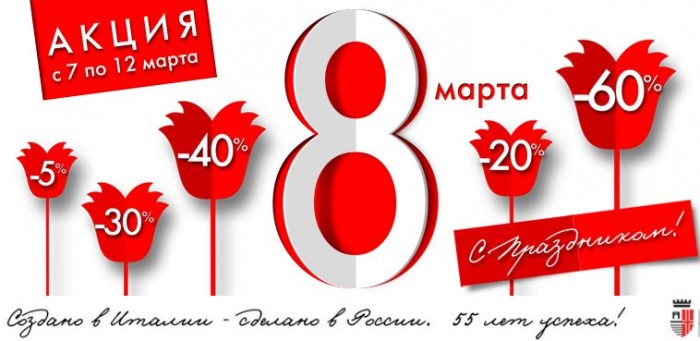 АКЦИЯ
с 7 по 12 марта
-5%
-30%
-40%
8
марта
-20%
-60%
С Праздником!
Создано в Италии - сделано в России. 55 лет успеха!